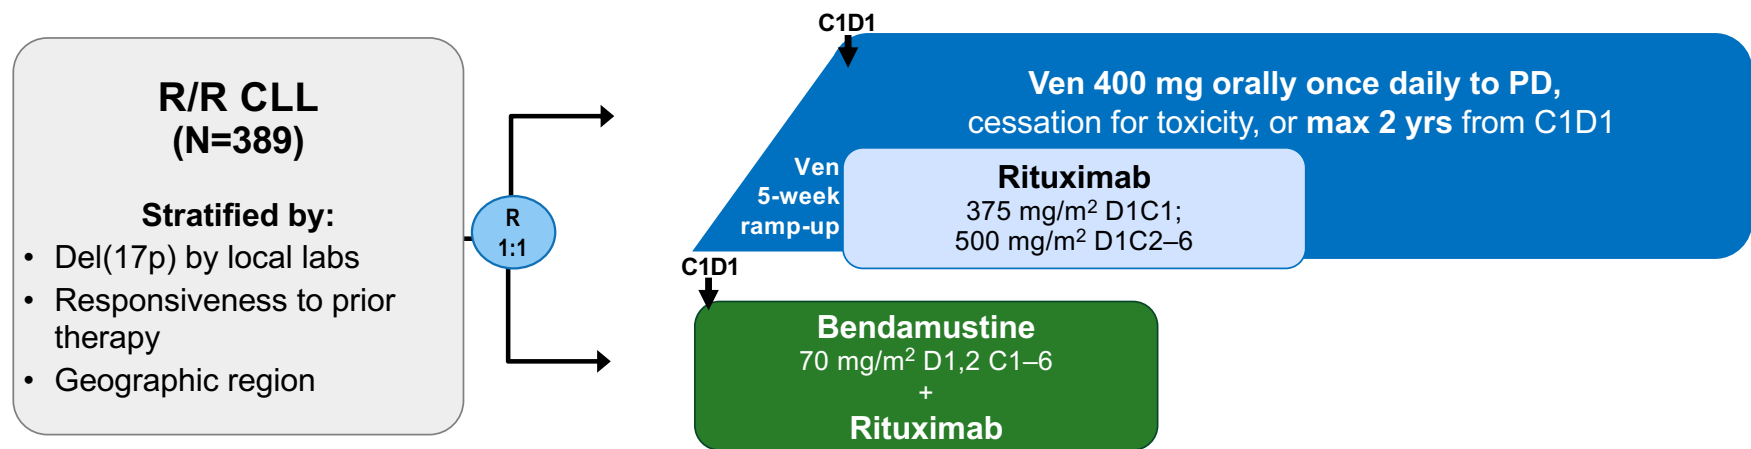 R/R CLL
(N=389)
Stratified by:
• Del(17p) by local labs
• Responsiveness to prior
therapy
• Geographic region
R
1:1
C1D1
Ven 400 mg orally once daily to PD,
cessation for toxicity, or max 2 yrs from C1D1
Ven
5-week
ramp-up
Rituximab
375 mg/m² D1C1;
500 mg/m² D1C2–6
C1D1
Bendamustine
70 mg/m² D1,2 C1–6
+
Rituximab